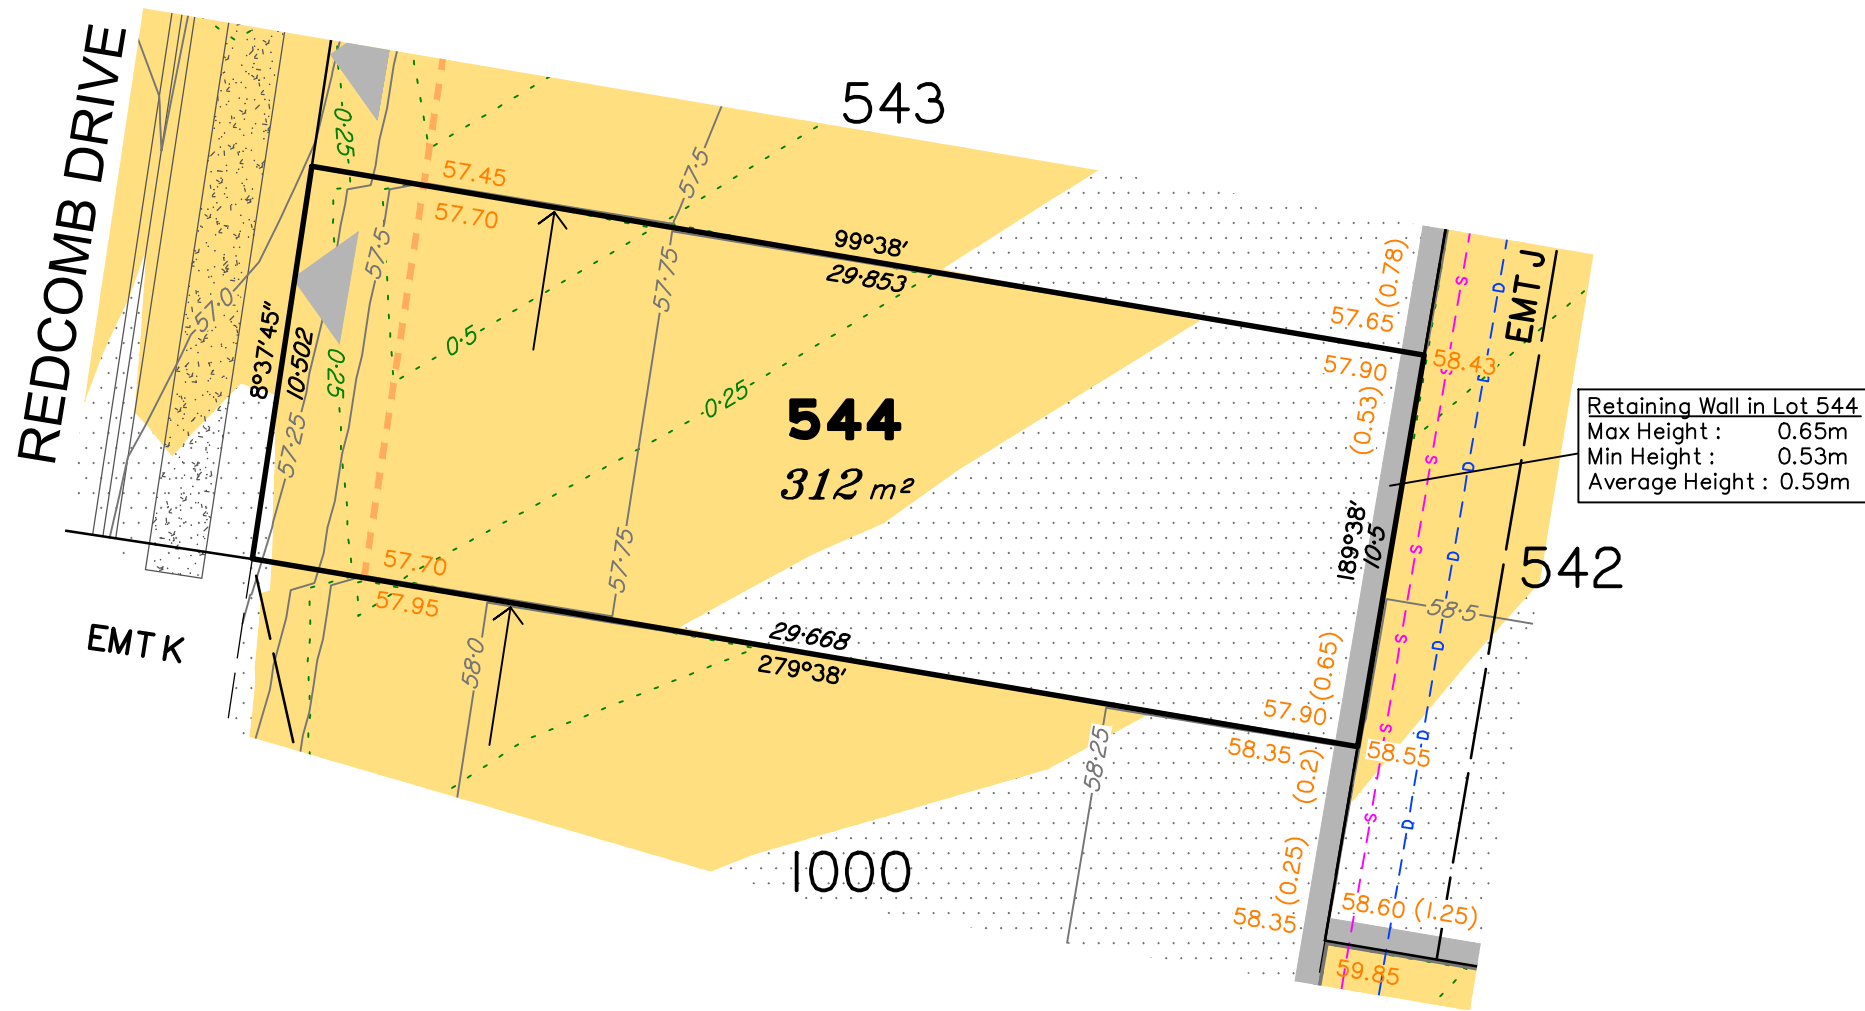 REDCOMB DRIVE
543
0·25
57.45
57.70
57·5
57·5
99°38'
29·853
57·75
57.65
(0.78)
EMT J
S
D
57·0
8°37'45"
10·502
0·25
0·5
0·25
57.90
58.43
(0.53)
S
D
544
312 m²
Retaining Wall in Lot 544
Max Height : 0.65m
Min Height : 0.53m
Average Height : 0.59m
57·25
S
D
189°38'
10·5
S
D
542
57.70
57.95
57·75
58·5
EMT K
58·0
29·668
279°38'
S
D
(0.65)
57.90
58.35
58.55
S
D
(0.2)
58·25
S
D
1000
(0.25)
58.35
58.60 (1.25)
59.85